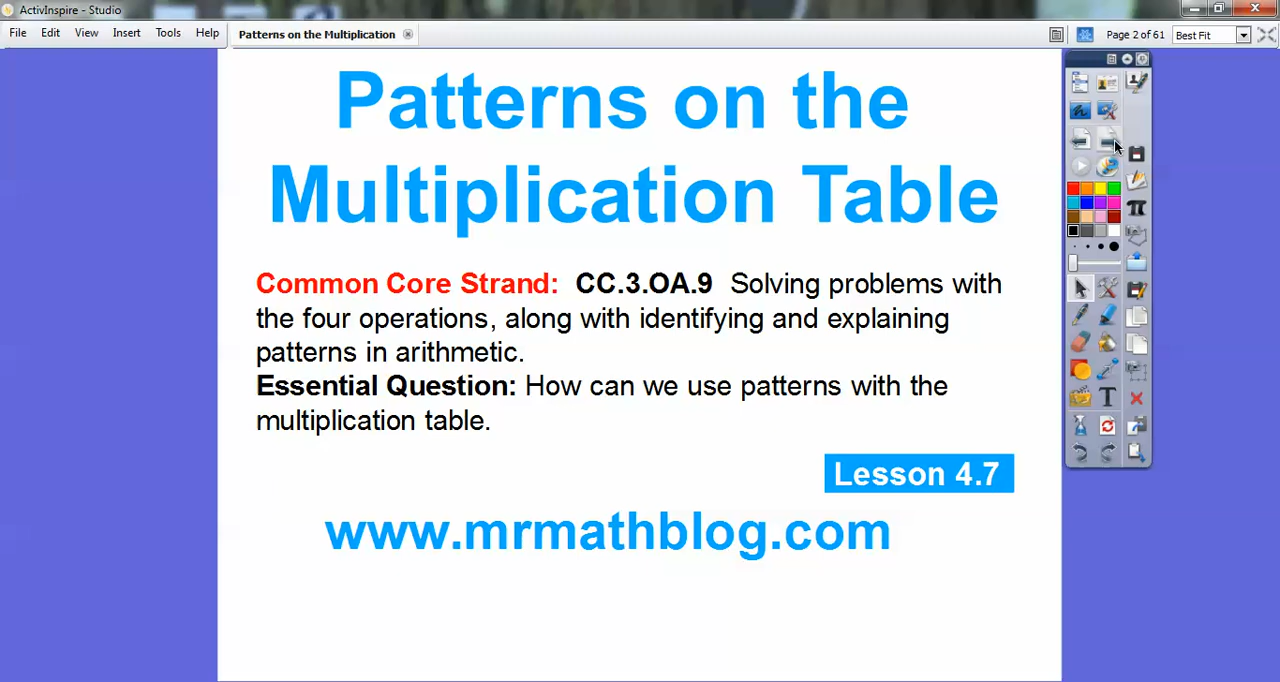 ActivInspire - Studio
File Edit View Insert Tools Help Patterns on the Multiplication Page 2 of 61 Best Fit
Patterns on the
Multiplication Table
Common Core Strand: CC.3.OA.9 Solving problems with
the four operations, along with identifying and explaining
patterns in arithmetic.
Essential Question: How can we use patterns with the
multiplication table.
Lesson 4.7
www.mrmathblog.com